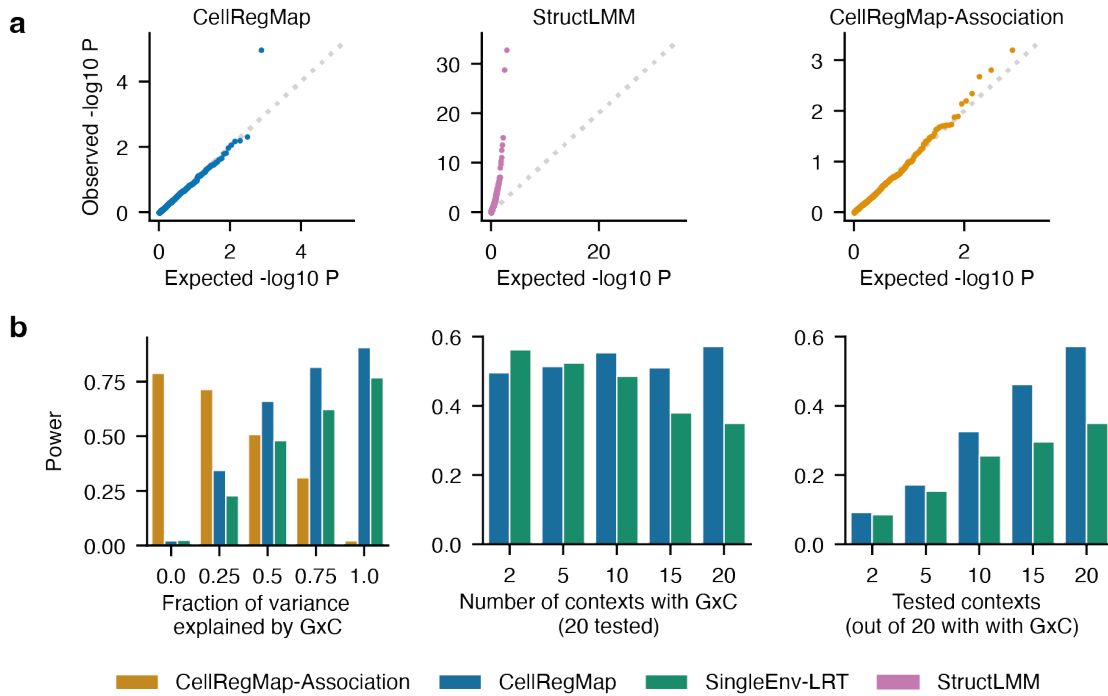 a
CellRegMap
StructLMM
CellRegMap-Association
Observed -log10 P
4
2
0
0 2 4
Expected -log10 P
30
20
10
0
0 20
Expected -log10 P
3
2
1
0
0 2
Expected -log10 P
b
Power
0.75
0.50
0.25
0.00
0.0 0.25 0.5 0.75 1.0
Fraction of variance
explained by GxC
0.6
0.4
0.2
0.0
2 5 10 15 20
Number of contexts with GxC
(20 tested)
0.6
0.4
0.2
0.0
2 5 10 15 20
Tested contexts
(out of 20 with with GxC)
CellRegMap-Association CellRegMap SingleEnv-LRT StructLMM